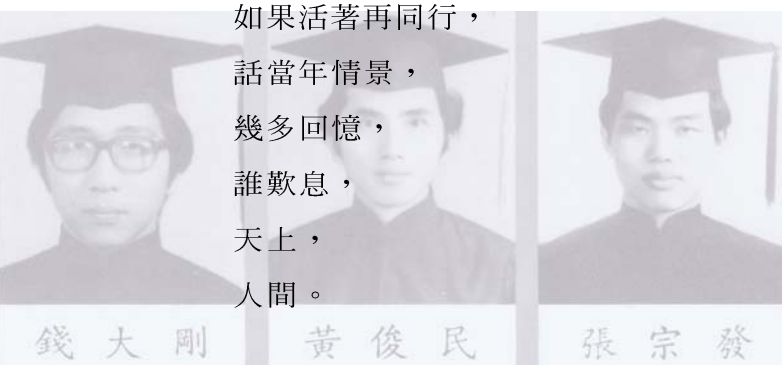 如果活著再同行，
話當年情景，
幾多回憶，
誰歎息，
天上，
人間。
錢大剛 黃俊民 張宗發